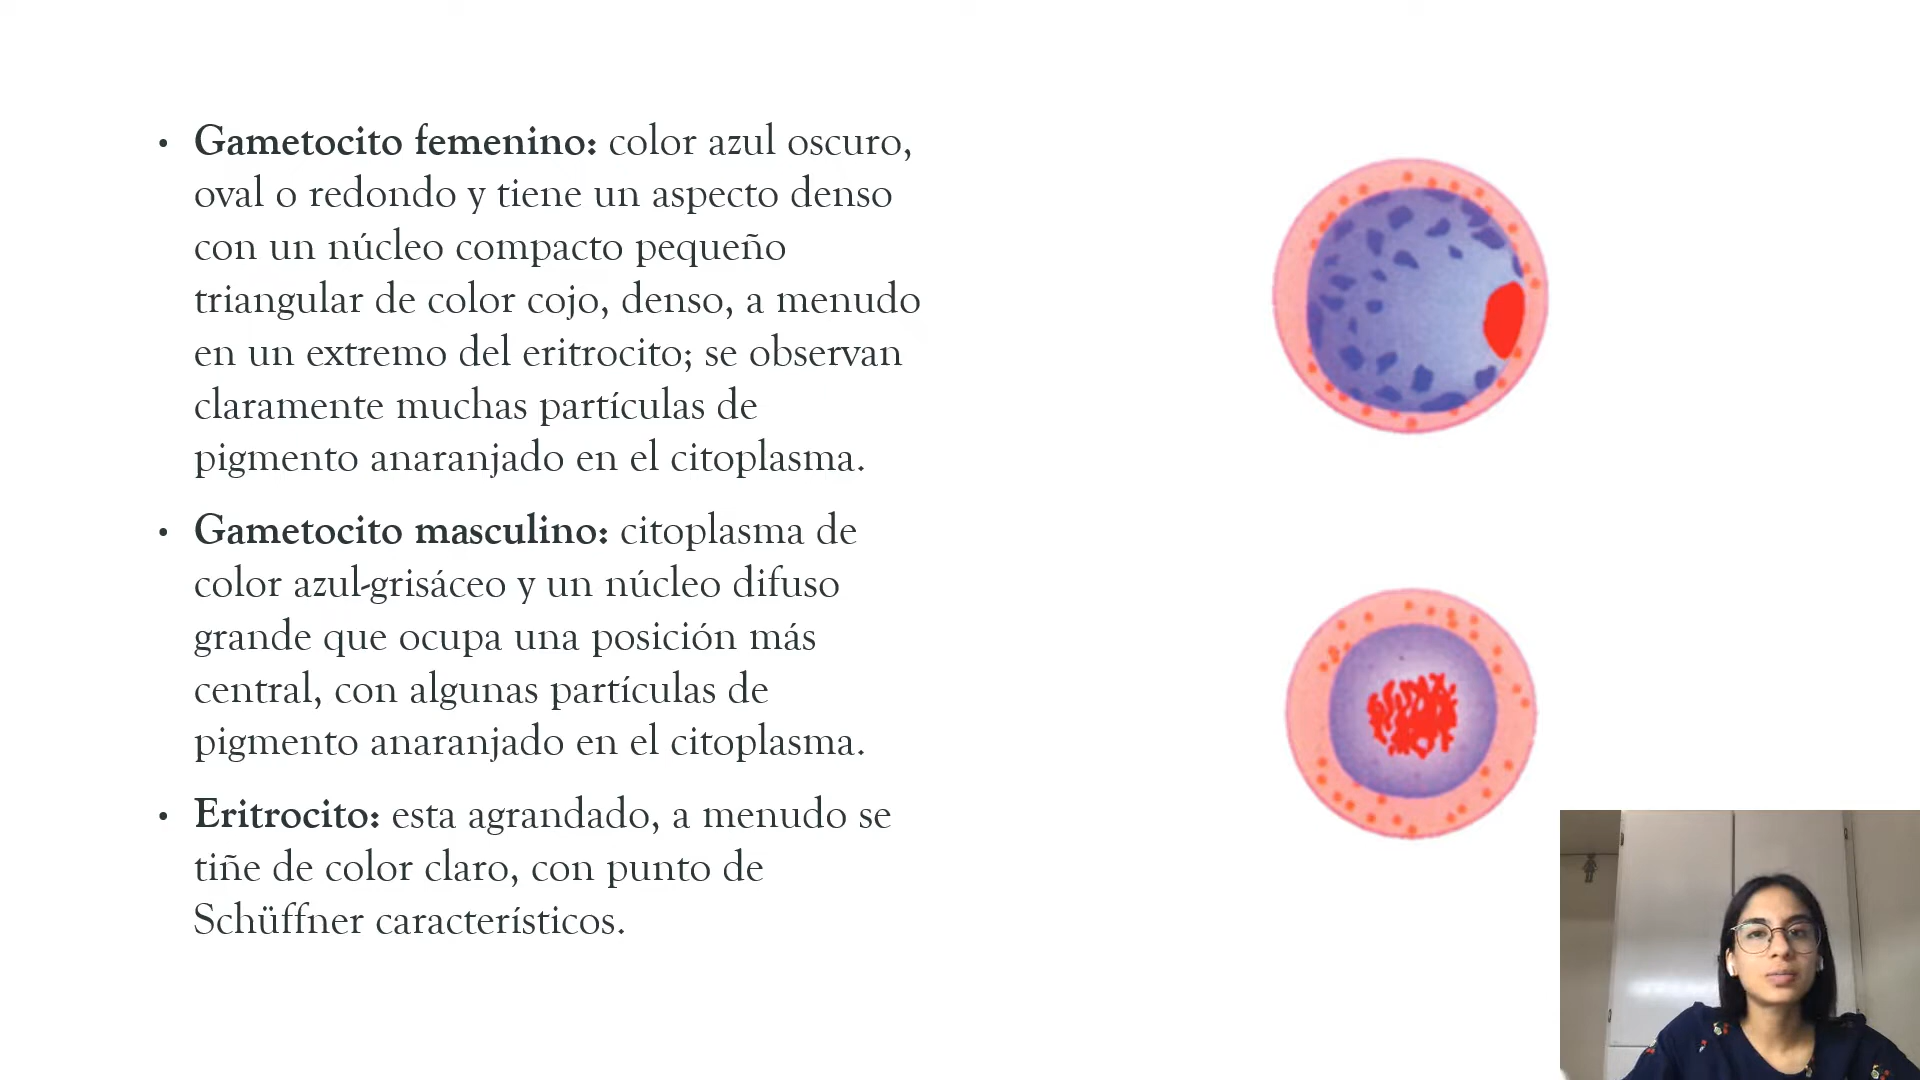 • Gametocito femenino: color azul oscuro,
oval o redondo y tiene un aspecto denso
con un núcleo compacto pequeño
triangular de color cojo, denso, a menudo
en un extremo del eritrocito; se observan
claramente muchas partículas de
pigmento anaranjado en el citoplasma.
• Gametocito masculino: citoplasma de
color azul-grisáceo y un núcleo difuso
grande que ocupa una posición más
central, con algunas partículas de
pigmento anaranjado en el citoplasma.
• Eritrocito: esta agrandado, a menudo se
tiñe de color claro, con punto de
Schüffner característicos.